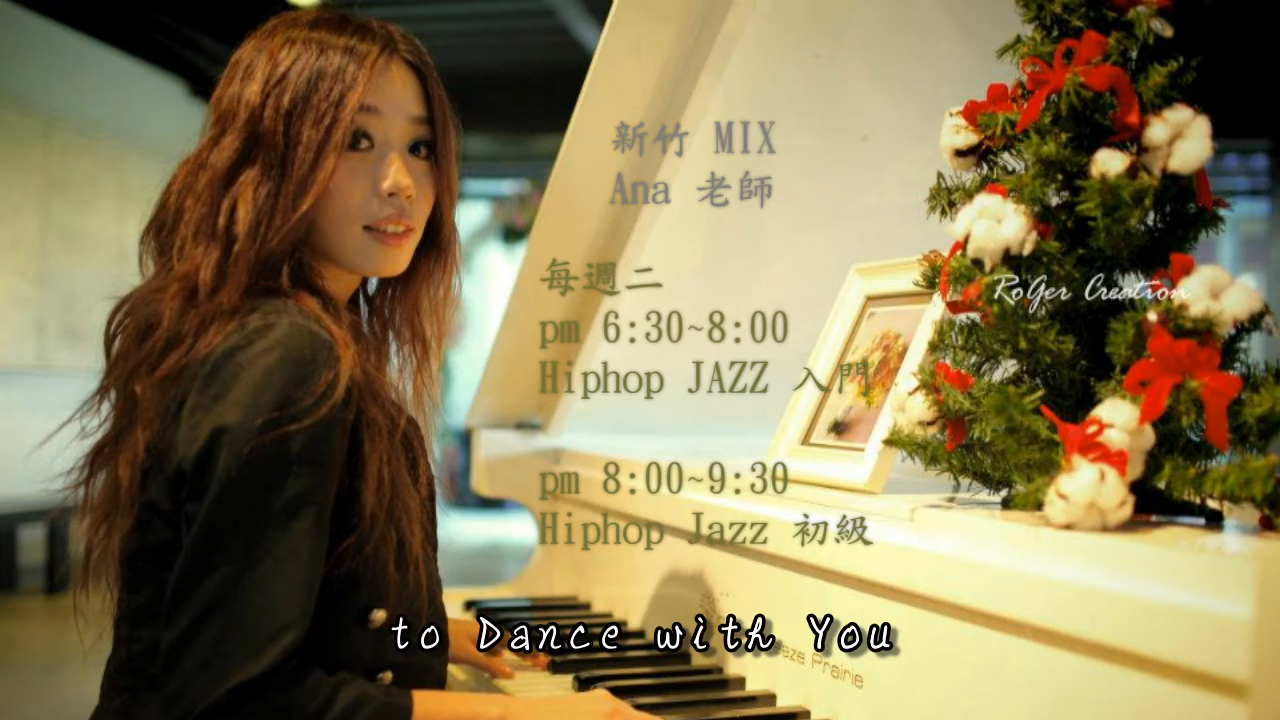 新竹 MIX
Ana 老師
每週二
pm 6:30~8:00
Hiphop JAZZ 入門
pm 8:00~9:30
Hiphop Jazz 初級
RoGer Creation
to Dance with You
Prairie